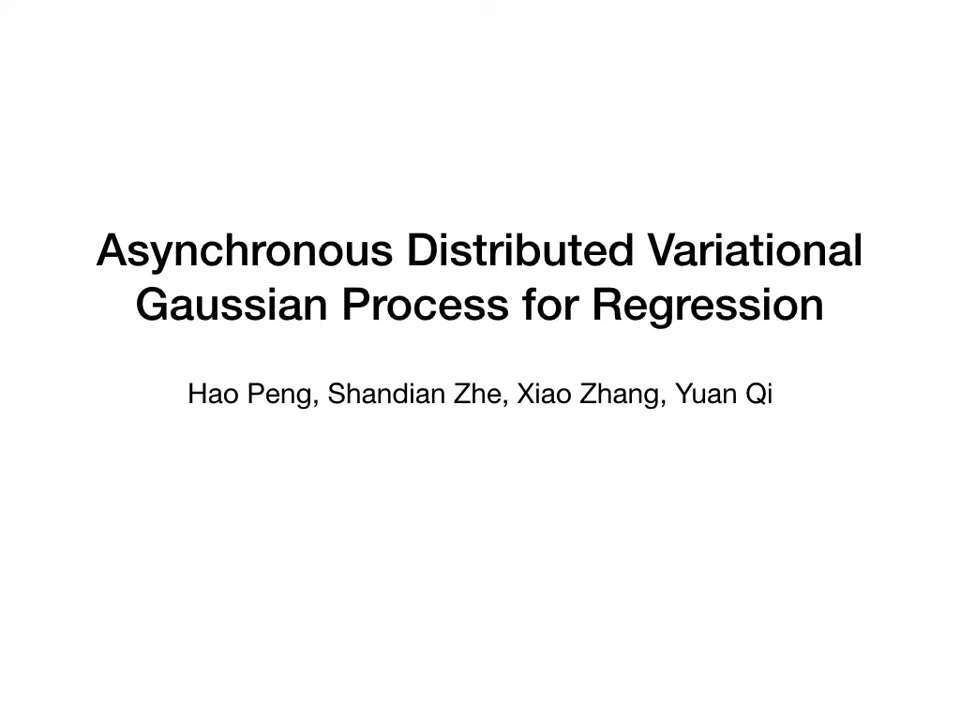 Asynchronous Distributed Variational
Gaussian Process for Regression
Hao Peng, Shandian Zhe, Xiao Zhang, Yuan Qi